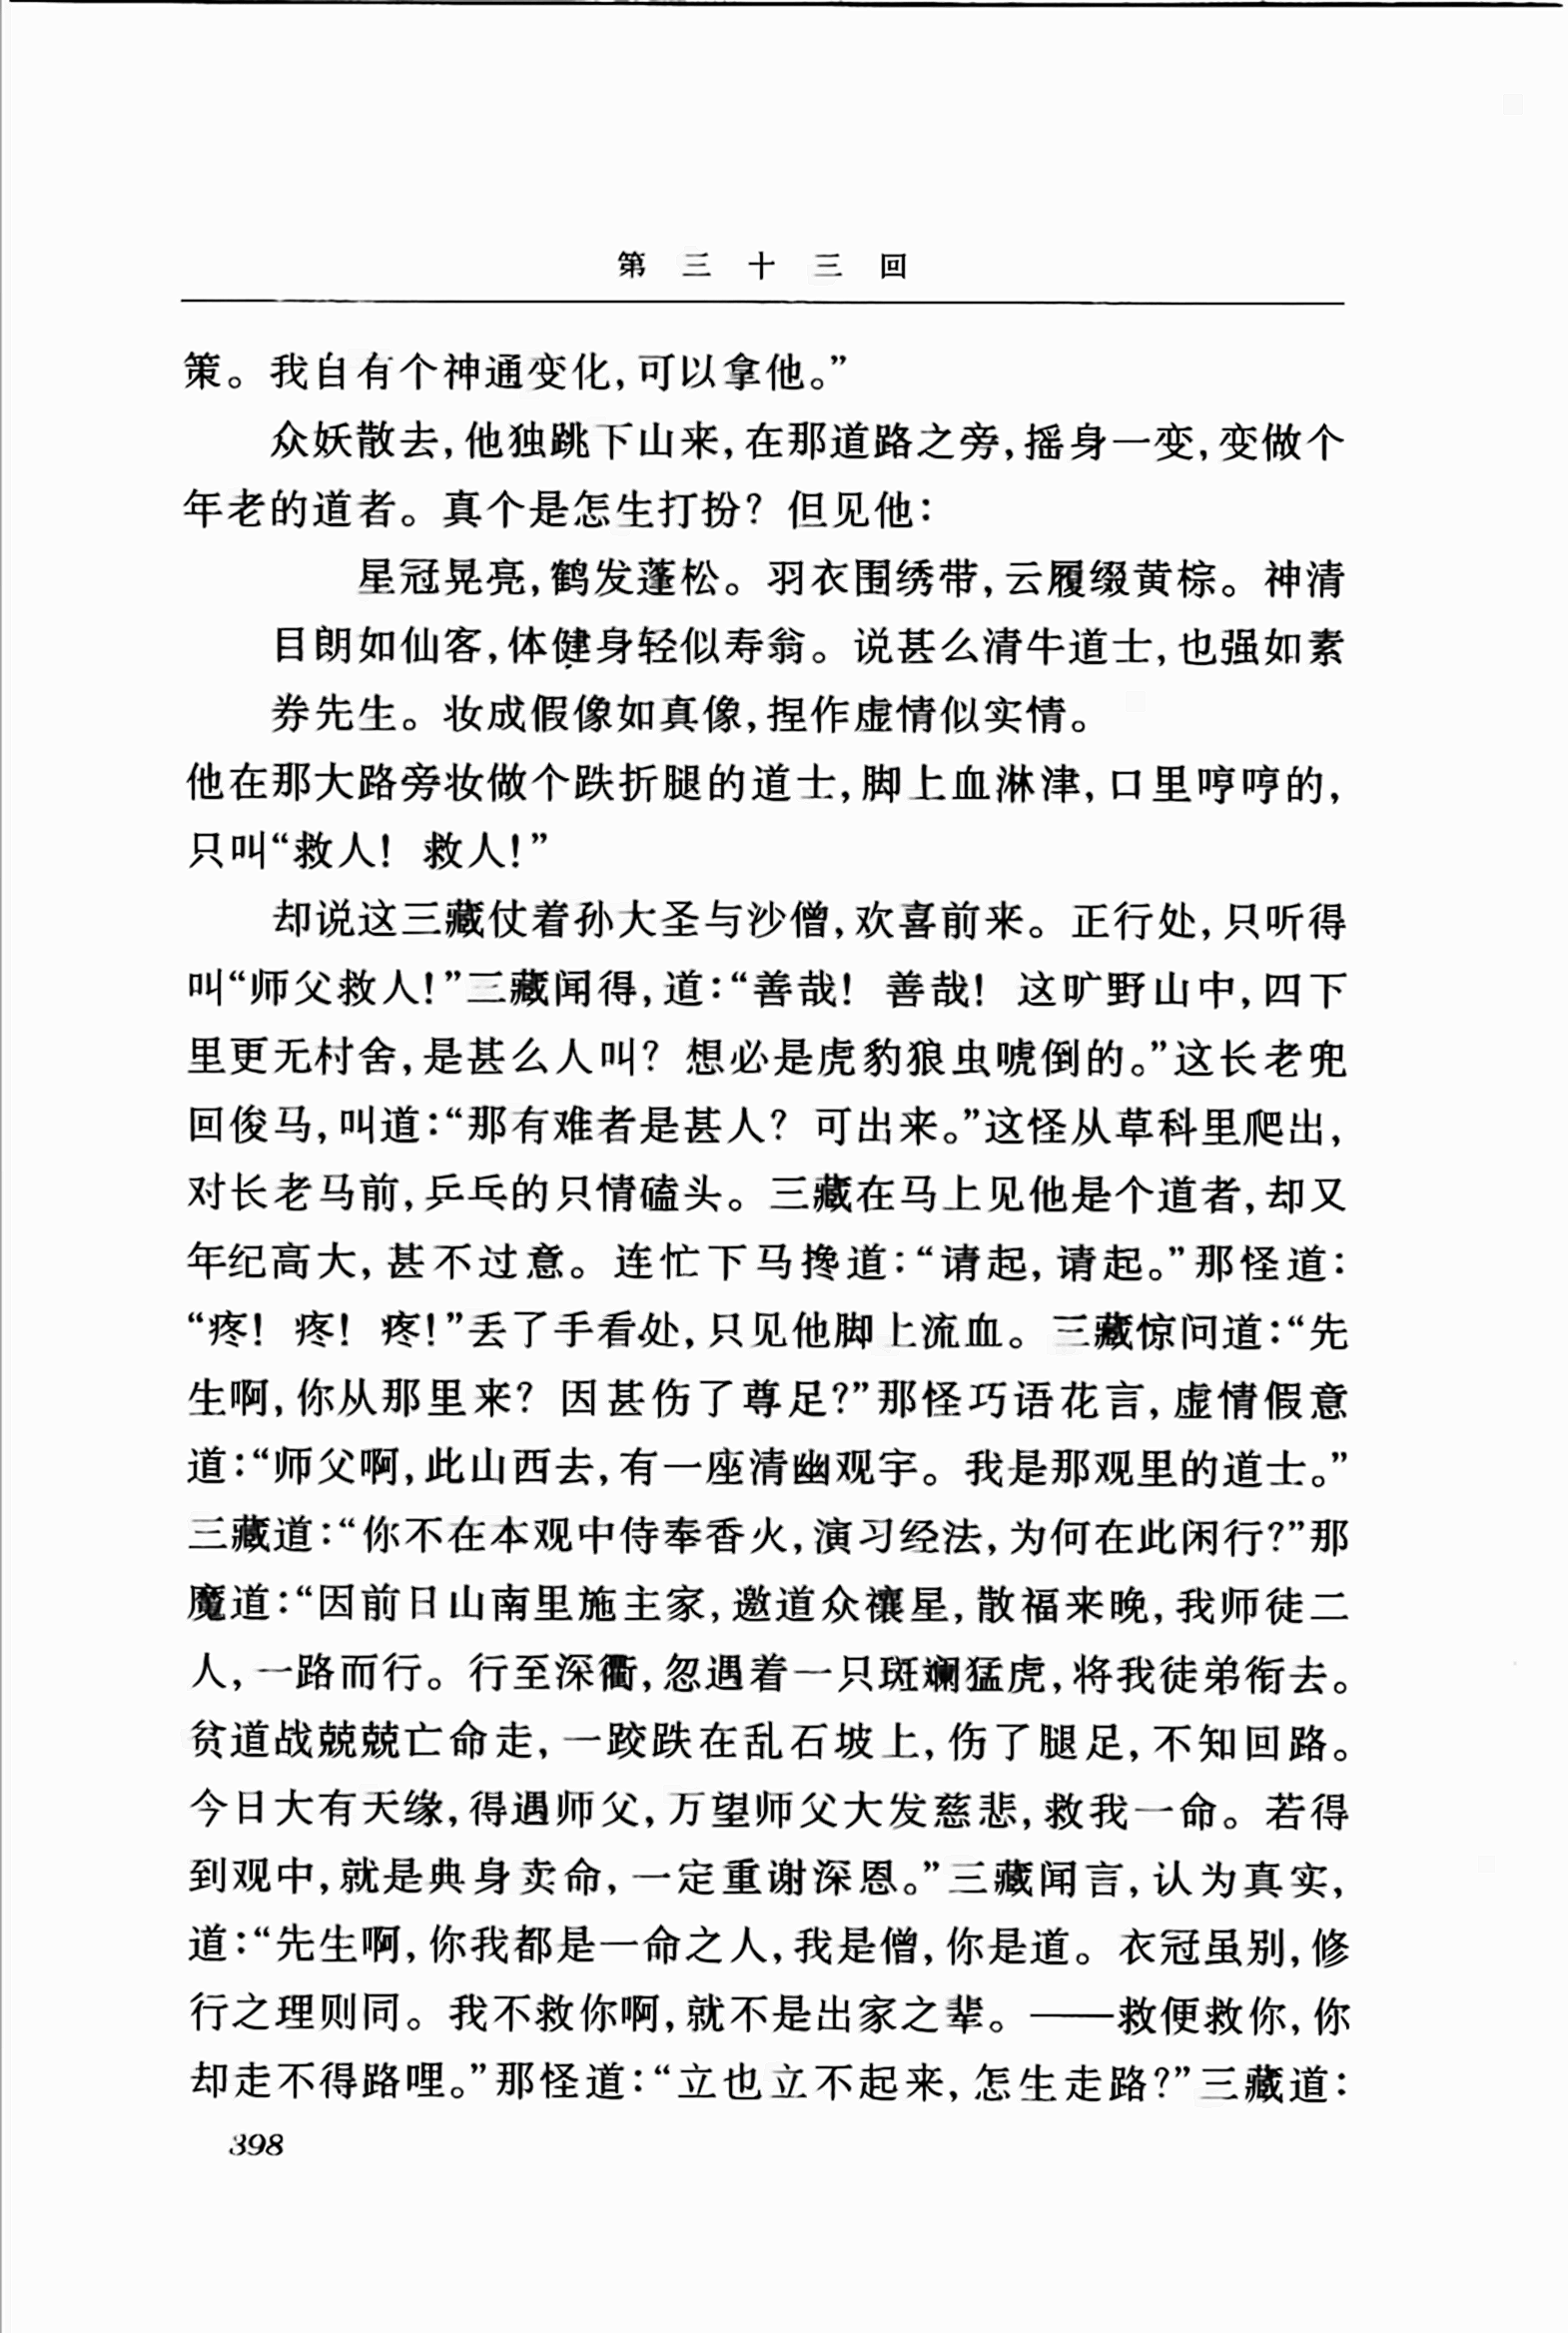 第三十三回
策。我自有个神通变化,可以拿他。”
众妖散去,他独跳下山来,在那道路之旁,摇身一变,变做个
年老的道者。真个是怎生打扮？但见他：
星冠晃亮,鹤发蓬松。羽衣围绣带,云履缀黄棕。神清
目朗如仙客,体健身轻似寿翁。说甚么清牛道士,也强如素
券先生。妆成假像如真像,捏作虚情似实情。
他在那大路旁妆做个跌折腿的道士,脚上血淋津,口里哼哼的,
只叫“救人！救人！”
却说这三藏仗着孙大圣与沙僧,欢喜前来。正行处,只听得
叫“师父救人！”三藏闻得,道：“善哉！善哉！这旷野山中,四下
里更无村舍,是甚么人叫？想必是虎豹狼虫唬倒的。”这长老兜
回俊马,叫道：“那有难者是甚人？可出来。”这怪从草科里爬出,
对长老马前,乒乓的只情磕头。三藏在马上见他是个道者,却又
年纪高大,甚不过意。连忙下马搀道：“请起,请起。”那怪道：
“疼！疼！疼！”丢了手看处,只见他脚上流血。三藏惊问道：“先
生啊,你从那里来？因甚伤了尊足？”那怪巧语花言,虚情假意
道：“师父啊,此山西去,有一座清幽观宇。我是那观里的道士。”
三藏道：“你不在本观中侍奉香火,演习经法,为何在此闲行？”那
魔道：“因前日山南里施主家,邀道众禳星,散福来晚,我师徒二
人,一路而行。行至深衢,忽遇着一只斑斓猛虎,将我徒弟衔去。
贫道战兢兢亡命走,一跤跌在乱石坡上,伤了腿足,不知回路。
今日大有天缘,得遇师父,万望师父大发慈悲,救我一命。若得
到观中,就是典身卖命,一定重谢深恩。”三藏闻言,认为真实,
道：“先生啊,你我都是一命之人,我是僧,你是道。衣冠虽别,修
行之理则同。我不救你啊,就不是出家之辈。——救便救你,你
却走不得路哩。”那怪道：“立也立不起来,怎生走路？”三藏道：
398